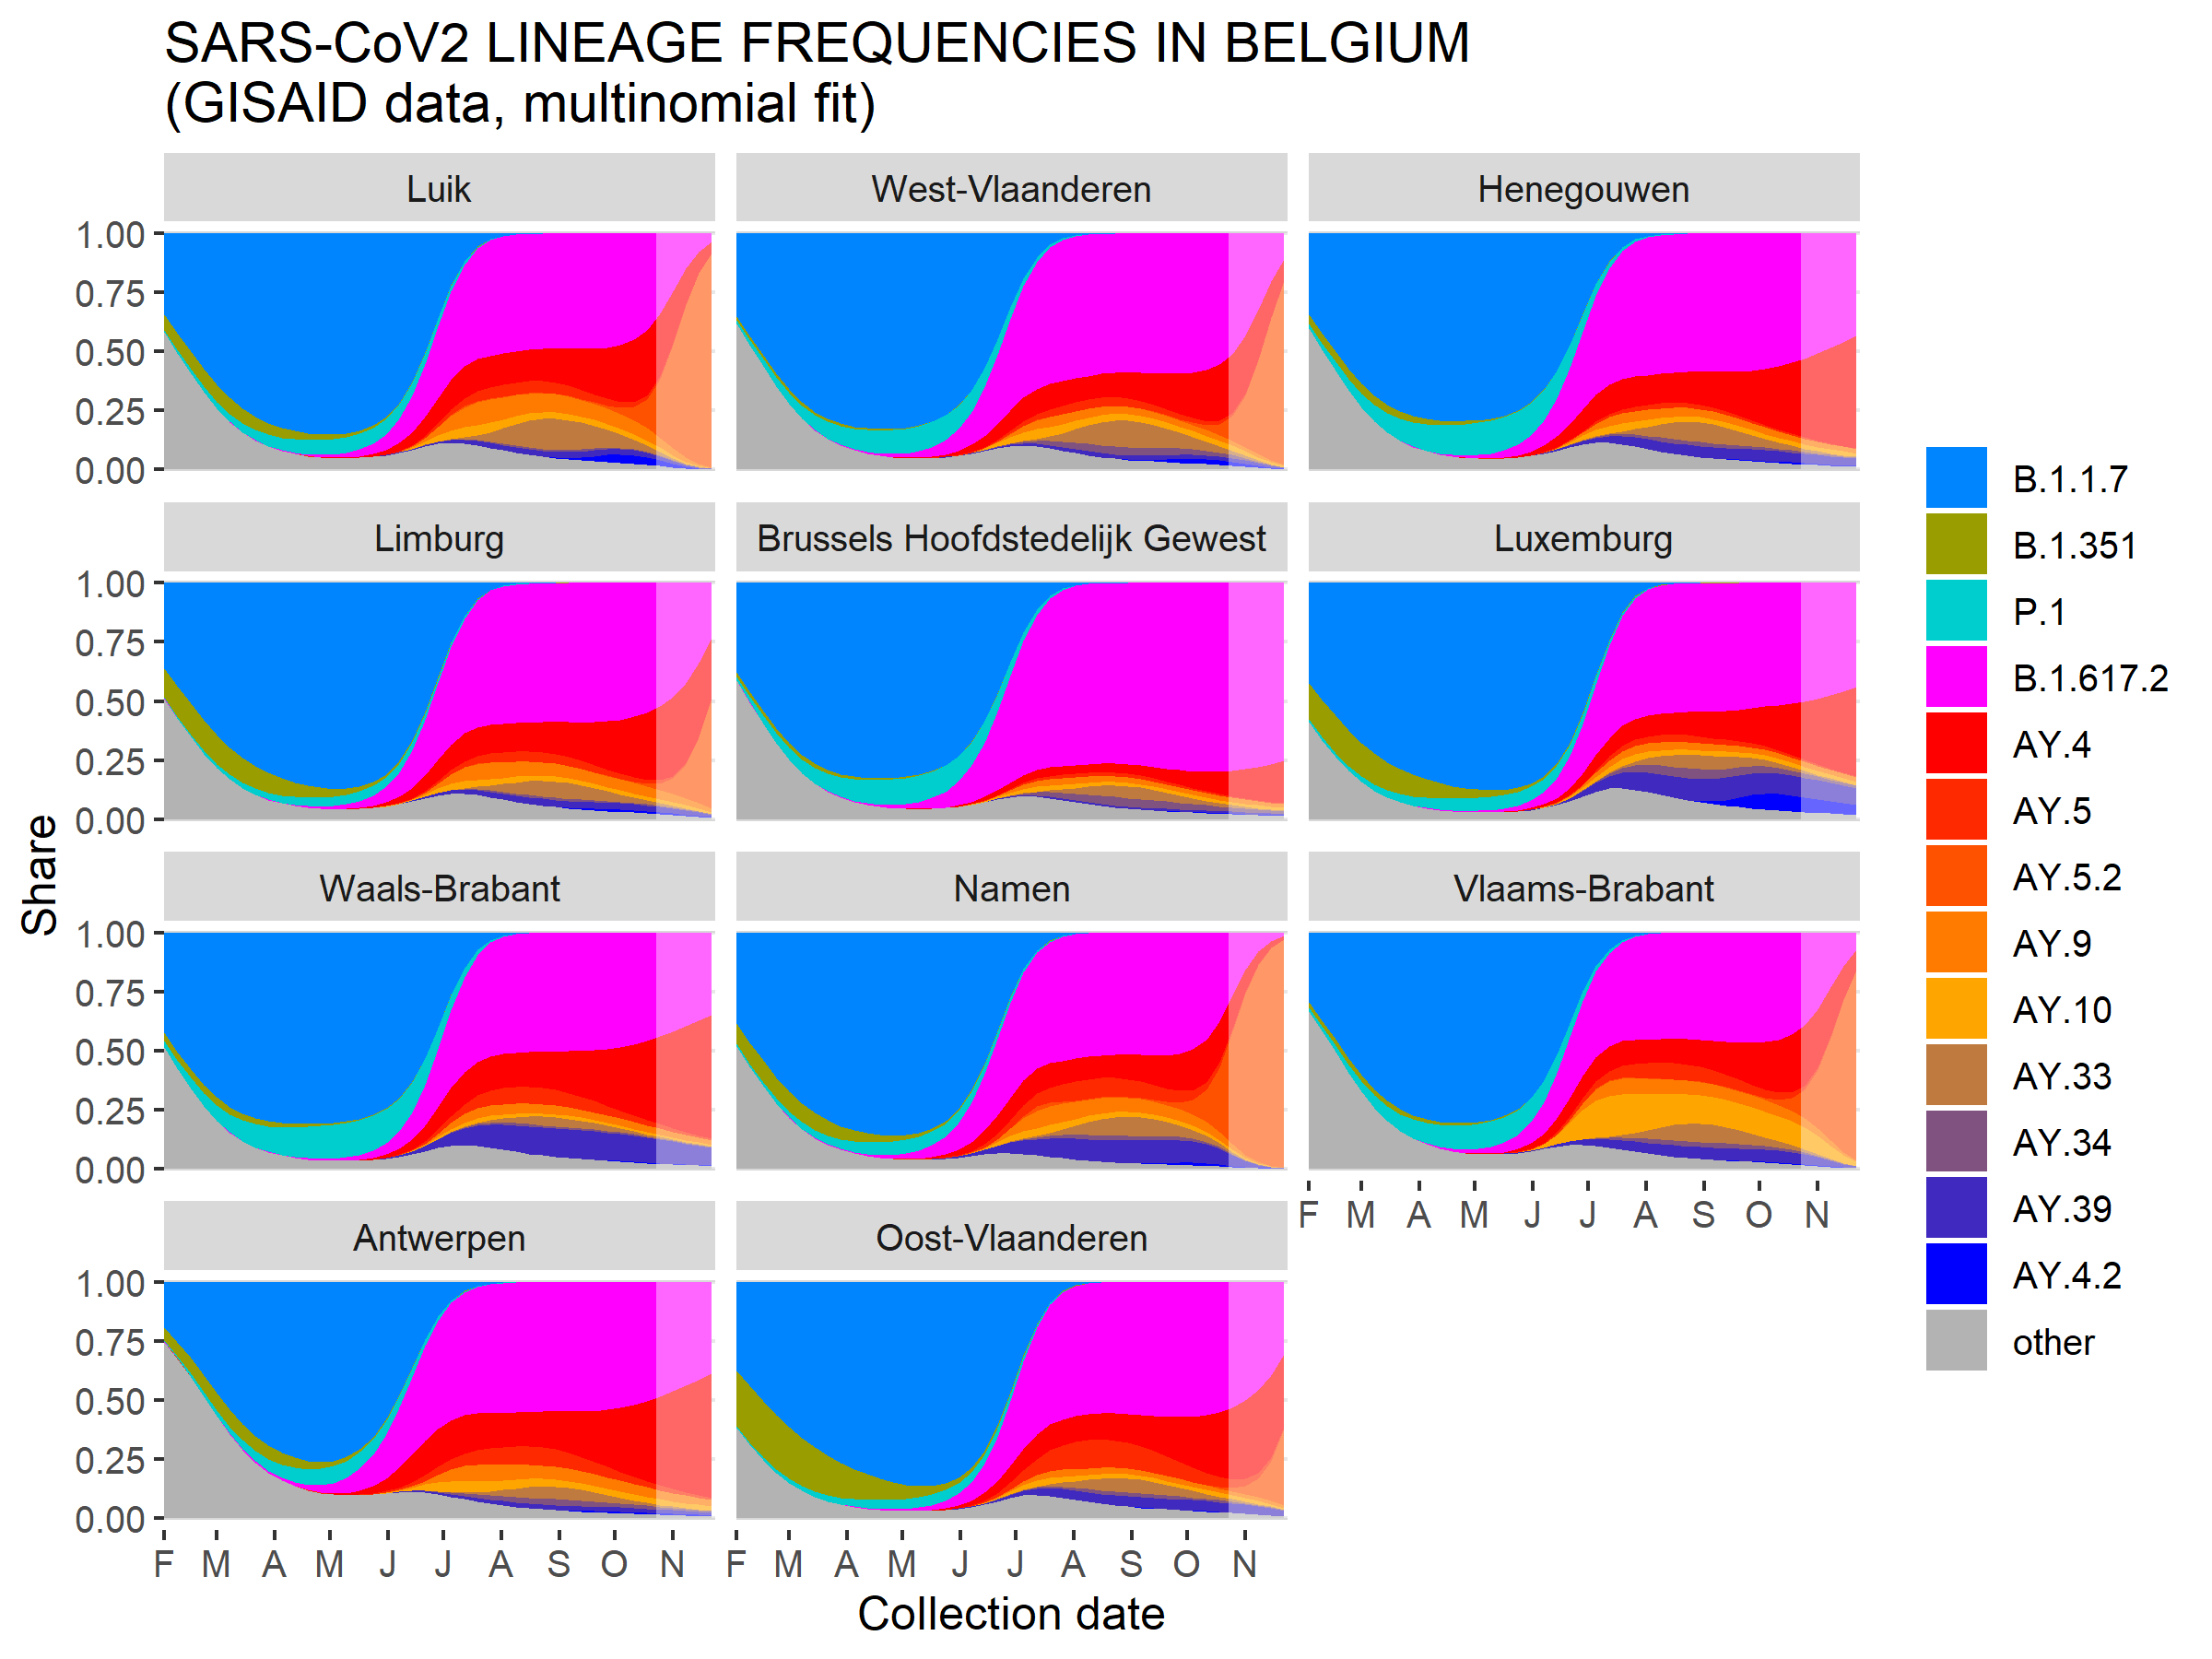 SARS-CoV2 LINEAGE FREQUENCIES IN BELGIUM
(GISAID data, multinomial fit)
Luik
West-Vlaanderen
Henegouwen
1.00
0.75
0.50
0.25
0.00
Limburg
Brussels Hoofdstedelijk Gewest
Luxemburg
1.00
0.75
0.50
0.25
0.00
Waals-Brabant
Namen
Vlaams-Brabant
1.00
0.75
0.50
0.25
0.00
F M A M J J A S O N
Antwerpen
Oost-Vlaanderen
1.00
0.75
0.50
0.25
0.00
F M A M J J A S O N
F M A M J J A S O N
Share
Collection date
B.1.1.7
B.1.351
P.1
B.1.617.2
AY.4
AY.5
AY.5.2
AY.9
AY.10
AY.33
AY.34
AY.39
AY.4.2
other